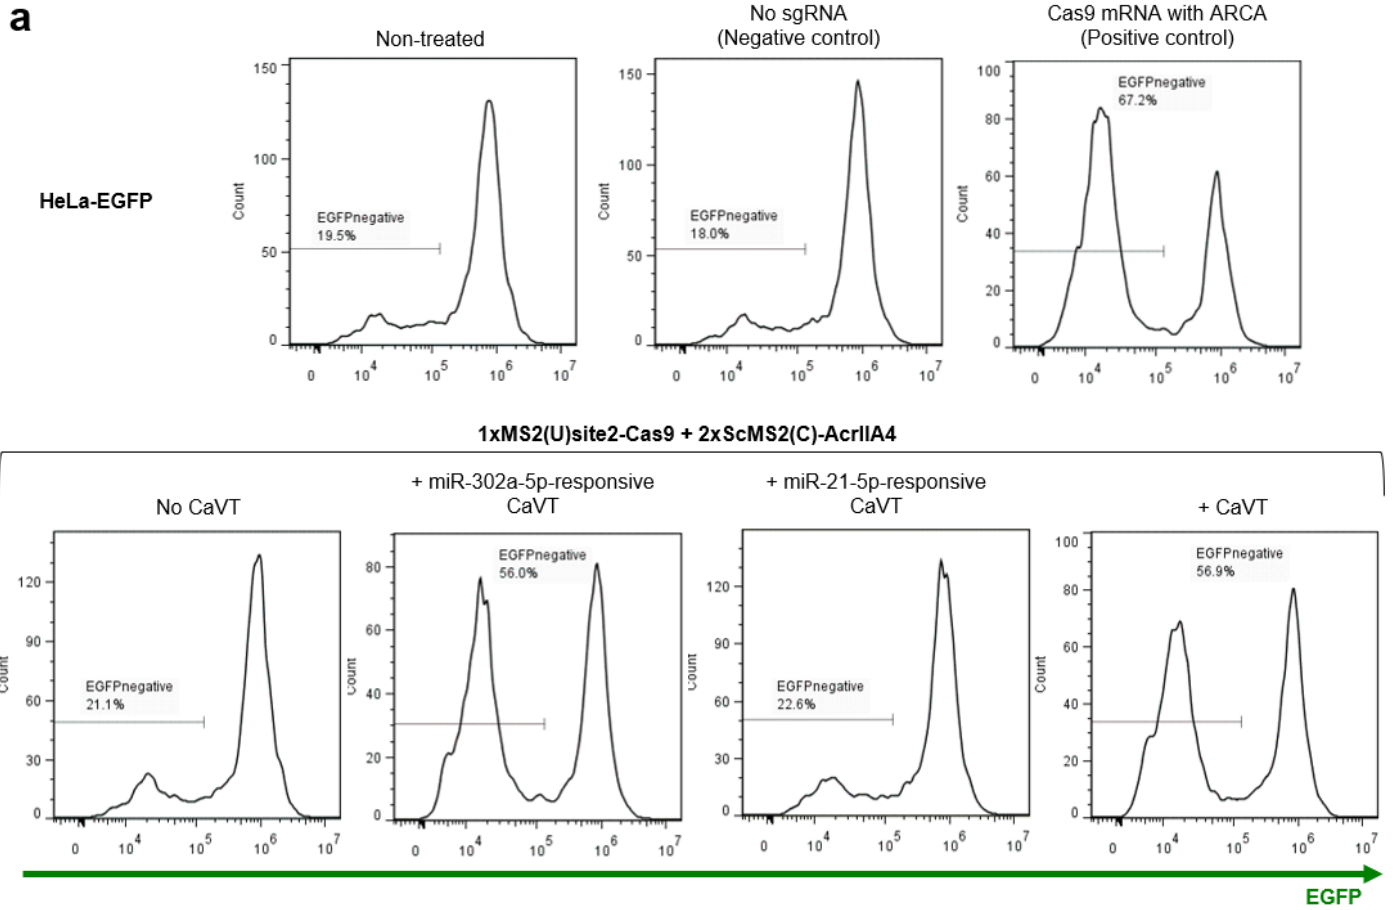 a
Non-treated
No sgRNA
(Negative control)
Cas9 mRNA with ARCA
(Positive control)
HeLa-EGFP
Count
150
100
50
0
EGFPnegative
19.5%
0 10^4 10^5 10^6 10^7
Count
150
100
50
0
EGFPnegative
18.0%
0 10^4 10^5 10^6 10^7
Count
100
80
60
40
20
0
EGFPnegative
67.2%
0 10^4 10^5 10^6 10^7
1xMS2(U)site2-Cas9 + 2xScMS2(C)-AcrIIA4
No CaVT
+ miR-302a-5p-responsive
CaVT
+ miR-21-5p-responsive
CaVT
+ CaVT
Count
120
90
60
30
0
EGFPnegative
21.1%
0 10^4 10^5 10^6 10^7
Count
80
60
40
20
0
EGFPnegative
56.0%
0 10^4 10^5 10^6 10^7
Count
120
90
60
30
0
EGFPnegative
22.6%
0 10^4 10^5 10^6 10^7
Count
100
80
60
40
20
0
EGFPnegative
56.9%
0 10^4 10^5 10^6 10^7
EGFP